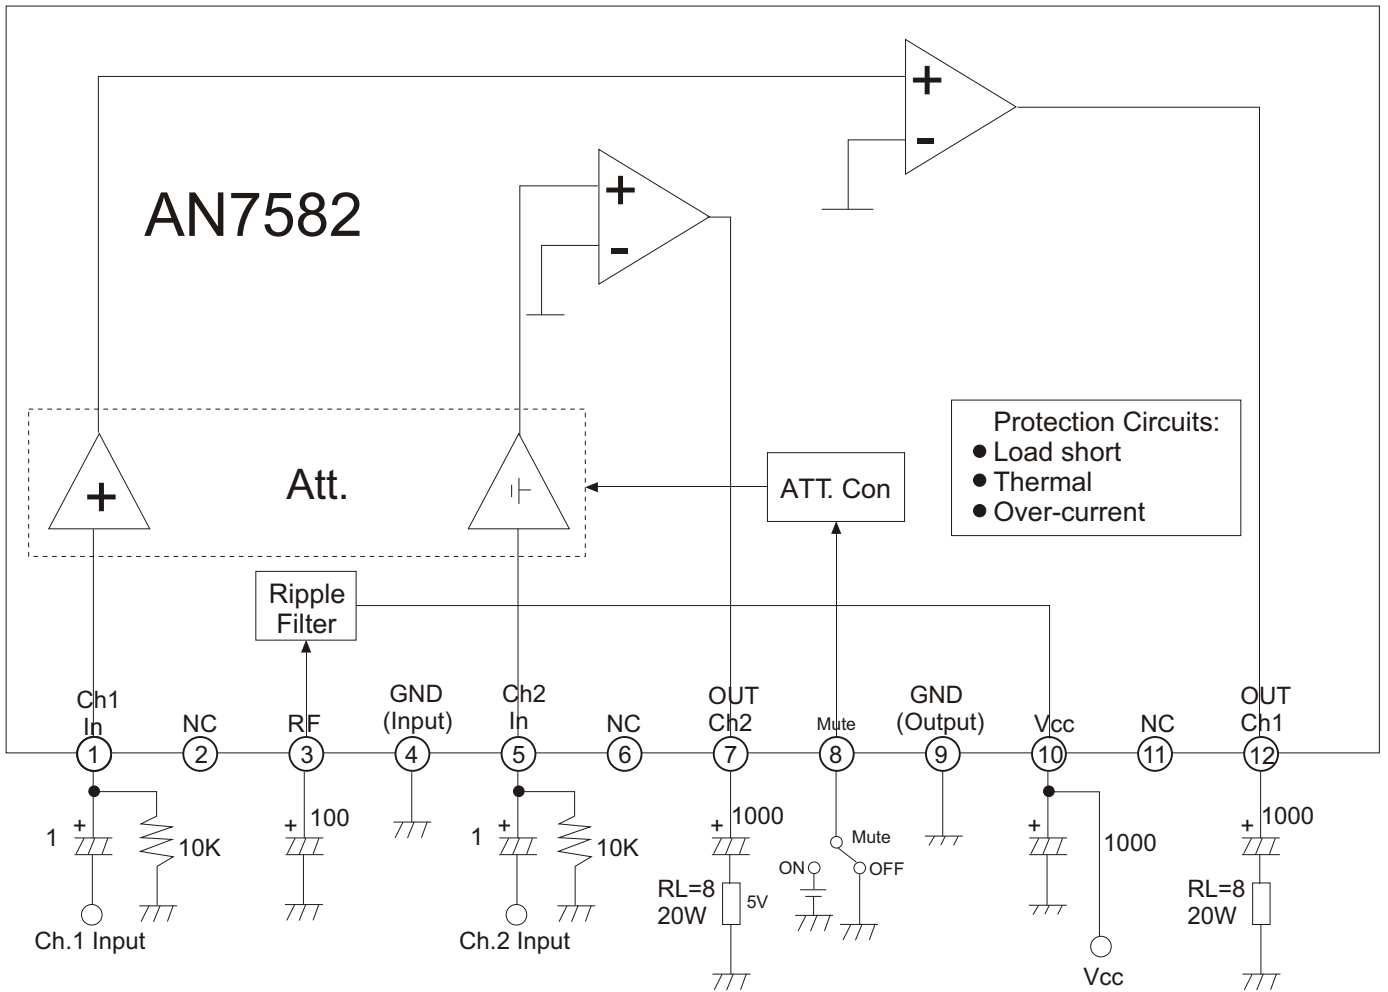 AN7582
+
-
+
-
+
Att.
ATT. Con
Protection Circuits:
● Load short
● Thermal
● Over-current
Ripple
Filter
Ch1
In
NC
RF
GND
(Input)
Ch2
In
NC
OUT
Ch2
Mute
GND
(Output)
Vcc
NC
OUT
Ch1
1
2
3
4
5
6
7
8
9
10
11
12
+
1
10K
Ch.1 Input
+
100
+
1
10K
Ch.2 Input
+
1000
RL=8
20W
5V
Mute
ON
OFF
+
1000
Vcc
+
1000
RL=8
20W